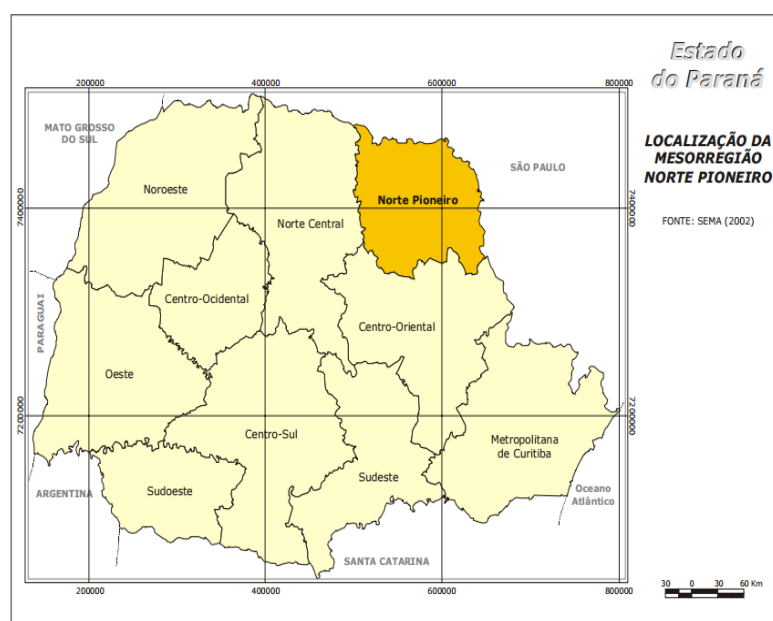 Estado
do Paraná
LOCALIZAÇÃO DA
MESORREGIÃO
NORTE PIONEIRO
FONTE: SEMA (2002)
200000
400000
600000
800000
MATO GROSSO
DO SUL
SÃO PAULO
Noroeste
Norte Pioneiro
7400000
7400000
Norte Central
Centro-Ocidental
PARAGUAI
Centro-Oriental
Oeste
7200000
7200000
Centro-Sul
Metropolitana
de Curitiba
Sudeste
Sudoeste
ARGENTINA
Oceano
Atlântico
SANTA CATARINA
200000
400000
600000
800000
30 0 30 60 Km